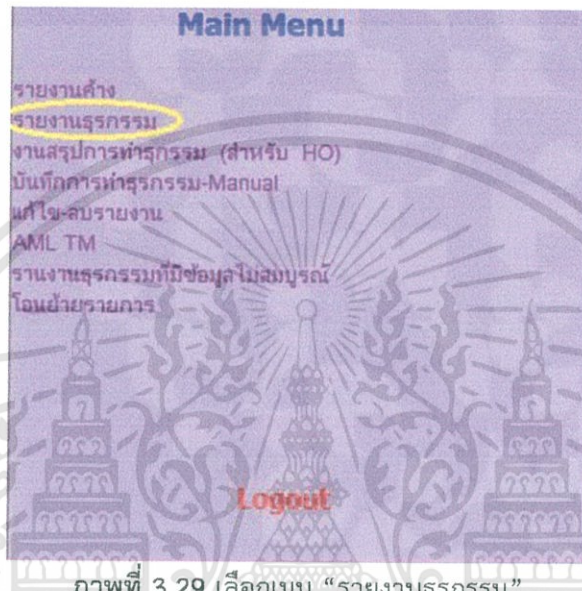 Main Menu
รายงานค้าง
รายงานธุรกรรม
งานสรุปการทำธุกรรม (สำหรับ HO)
บันทึกการทำธุรกรรม-Manual
แก้ไข-ลบรายงาน
AML TM
รานงานธุรกรรมที่มีข้อมูลไม่สมบูรณ์
โอนย้ายรายการ
Logout
ภาพที่ 3.29 เลือกเมนู “รายงานธุรกรรม”